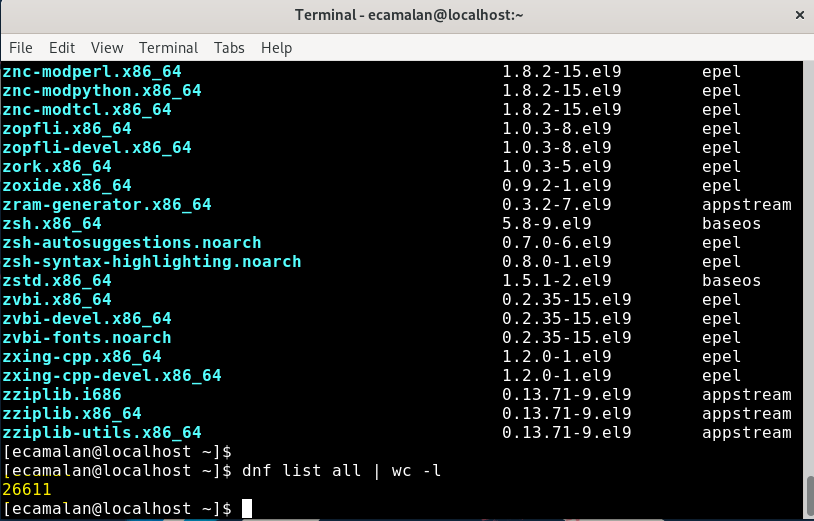 Terminal - ecamalan@localhost:~ ×
File Edit View Terminal Tabs Help
znc-modperl.x86_64 1.8.2-15.el9 epel
znc-modpython.x86_64 1.8.2-15.el9 epel
znc-modtcl.x86_64 1.8.2-15.el9 epel
zopfli.x86_64 1.0.3-8.el9 epel
zopfli-devel.x86_64 1.0.3-8.el9 epel
zork.x86_64 1.0.3-5.el9 epel
zoxide.x86_64 0.9.2-1.el9 epel
zram-generator.x86_64 0.3.2-7.el9 appstream
zsh.x86_64 5.8-9.el9 baseos
zsh-autosuggestions.noarch 0.7.0-6.el9 epel
zsh-syntax-highlighting.noarch 0.8.0-1.el9 epel
zstd.x86_64 1.5.1-2.el9 baseos
zvbi.x86_64 0.2.35-15.el9 epel
zvbi-devel.x86_64 0.2.35-15.el9 epel
zvbi-fonts.noarch 0.2.35-15.el9 epel
zxing-cpp.x86_64 1.2.0-1.el9 epel
zxing-cpp-devel.x86_64 1.2.0-1.el9 epel
zziplib.i686 0.13.71-9.el9 appstream
zziplib.x86_64 0.13.71-9.el9 appstream
zziplib-utils.x86_64 0.13.71-9.el9 appstream
[ecamalan@localhost ~]$
[ecamalan@localhost ~]$ dnf list all | wc -l
26611
[ecamalan@localhost ~]$